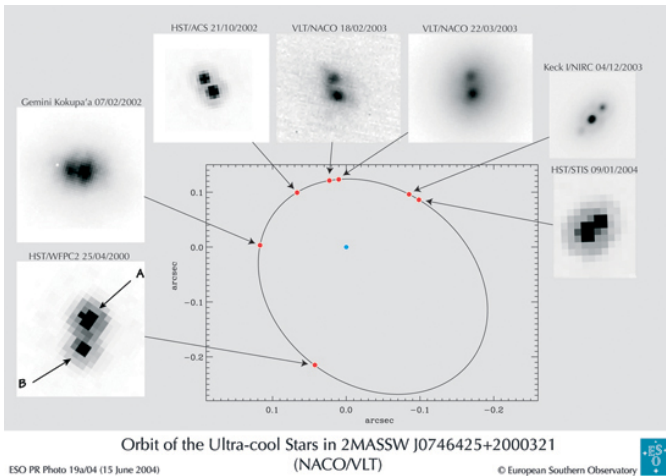 HST/ACS 21/10/2002
VLT/NACO 18/02/2003
VLT/NACO 22/03/2003
Keck I/NIRC 04/12/2003
Gemini Kokupa'a 07/02/2002
HST/STIS 09/01/2004
HST/WFPC2 25/04/2000
A
B
0.1
0.0
-0.1
-0.2
arcsec
0.1 0.0 -0.1 -0.2
arcsec
Orbit of the Ultra-cool Stars in 2MASSW J0746425+2000321
(NACO/VLT)
ESO PR Photo 19a/04 (15 June 2004)
© European Southern Observatory
ESO